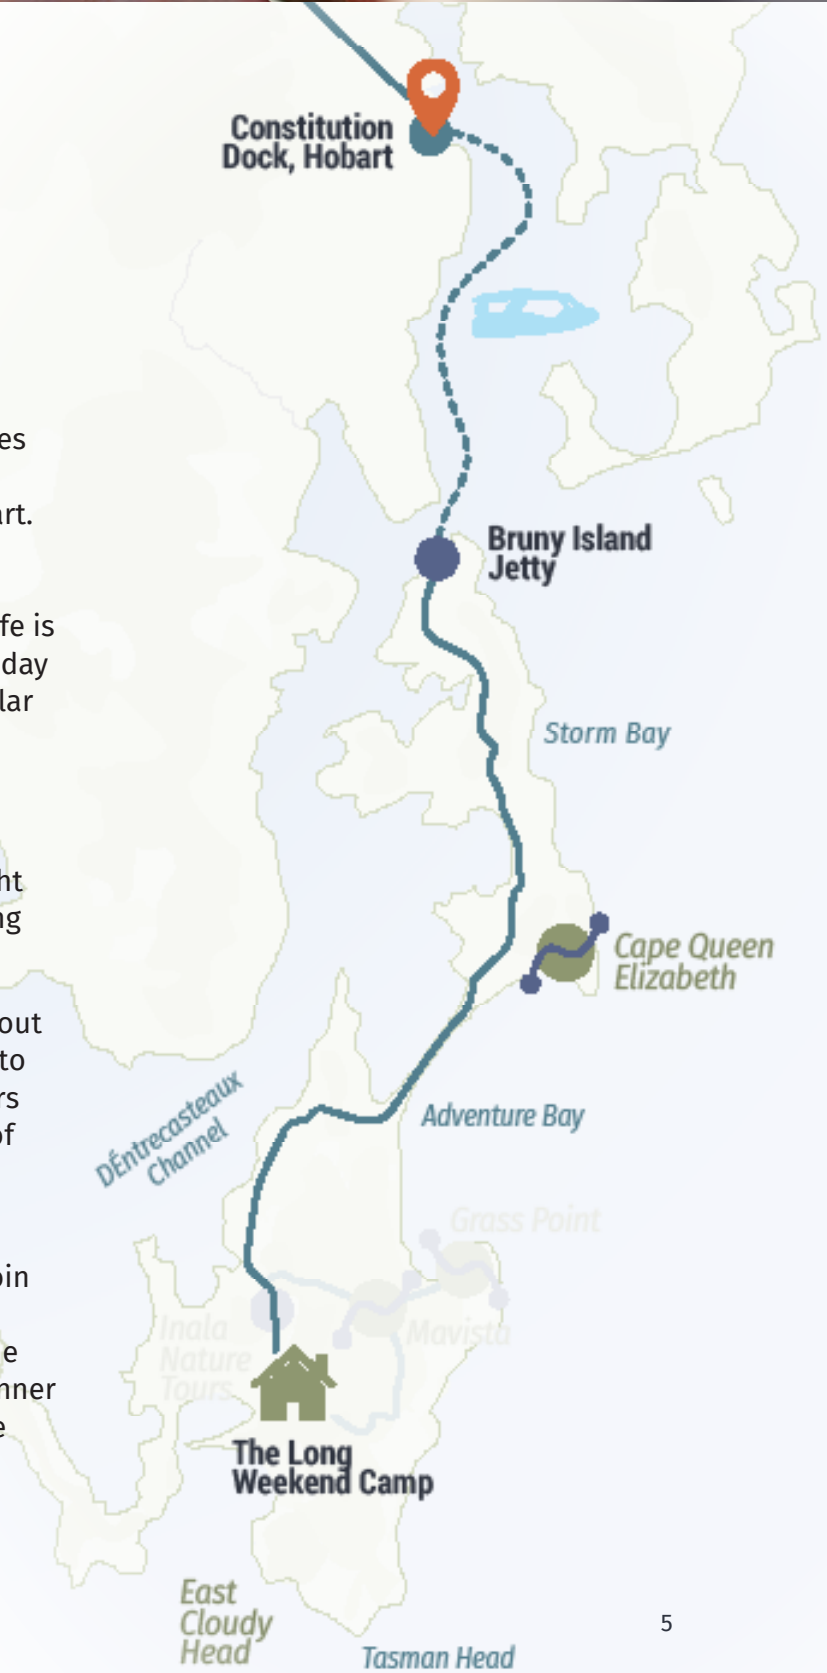 Constitution
Dock, Hobart
es
art.
Bruny Island
Jetty
fe is
day
lar
Storm Bay
ht
ng
Cape Queen
Elizabeth
out
to
rs
of
DÉntrecasteaux
Channel
Adventure Bay
Grass Point
oin
Inala
Nature
Tours
Mavista
e
nner
e
The Long
Weekend Camp
East
Cloudy
Head
5
Tasman Head